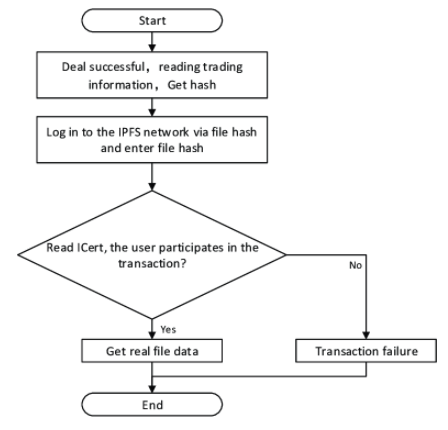 Start
Deal successful，reading trading
information，Get hash
Log in to the IPFS network via file hash
and enter file hash
Read ICert, the user participates in the
transaction?
No
Yes
Get real file data
Transaction failure
End